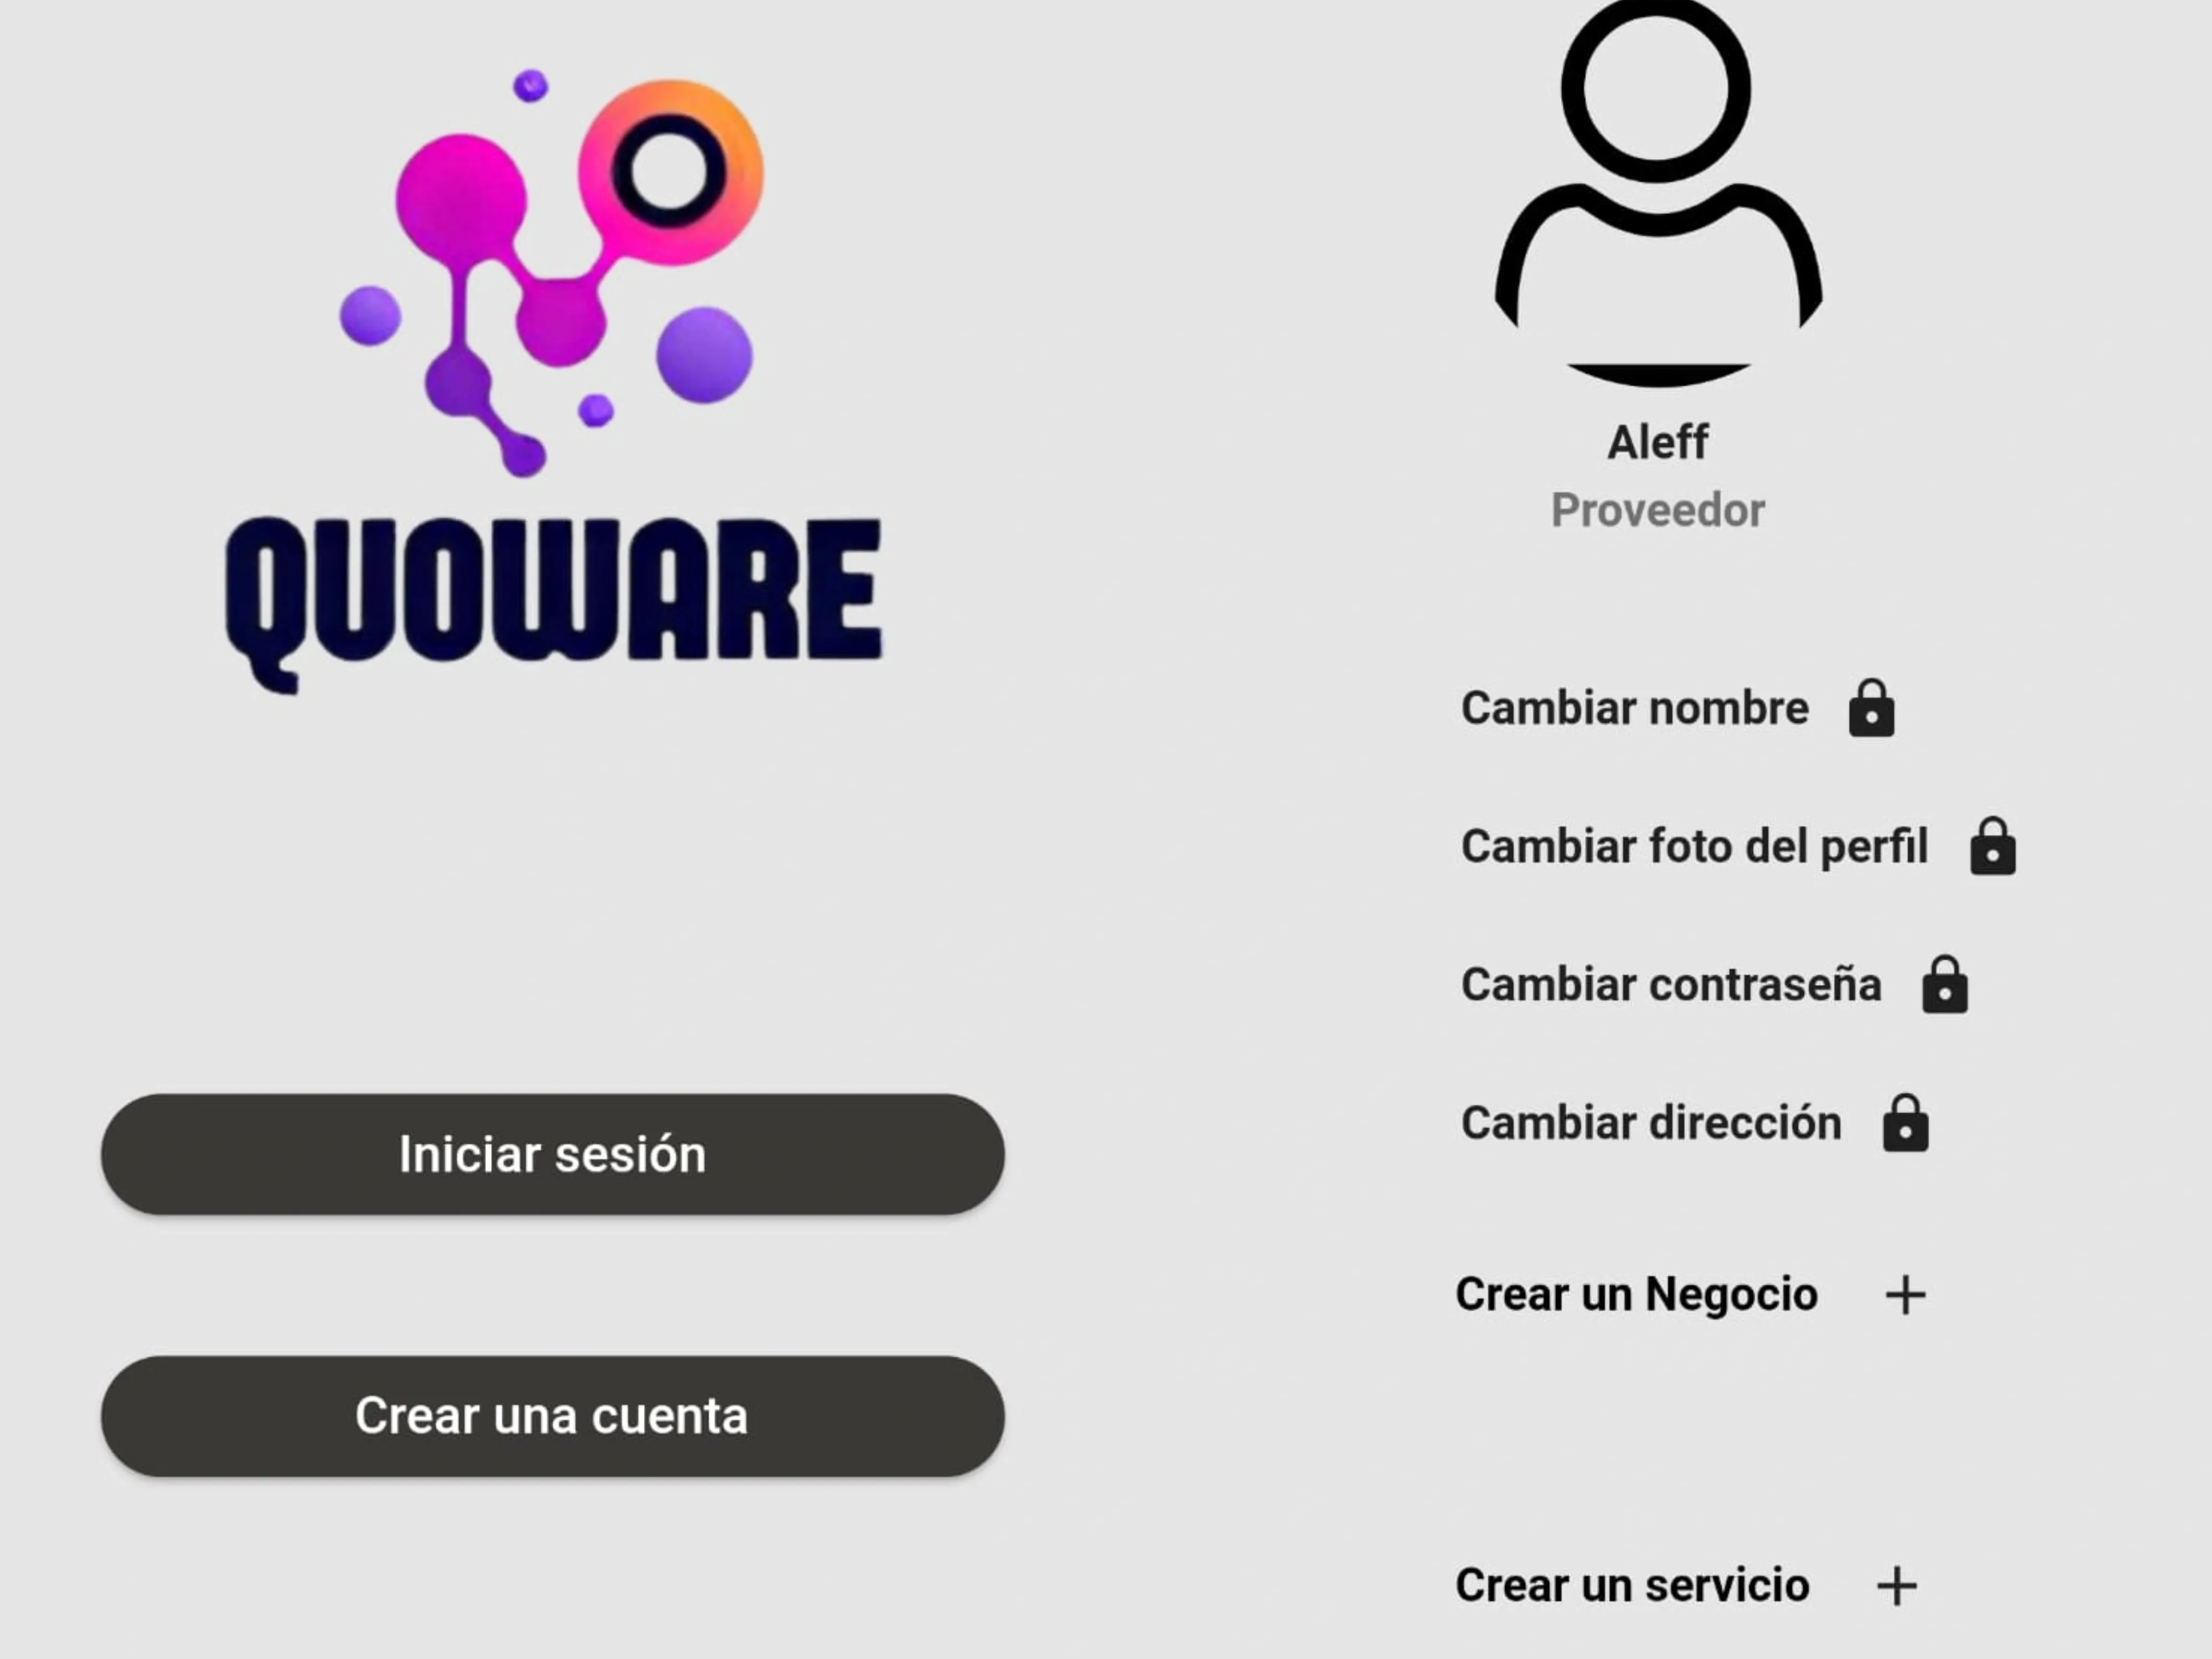 QUOWARE
Iniciar sesión
Crear una cuenta
Aleff
Proveedor
Cambiar nombre
Cambiar foto del perfil
Cambiar contraseña
Cambiar dirección
Crear un Negocio
Crear un servicio